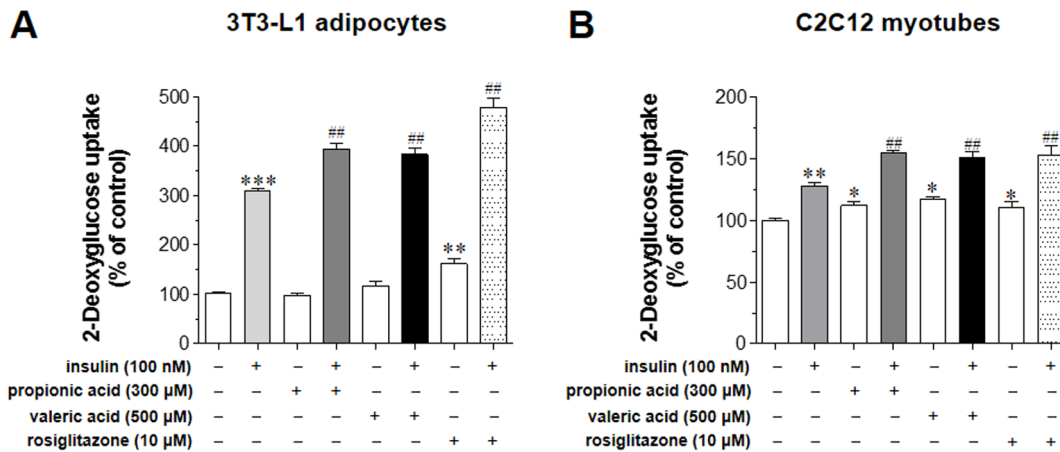 A
3T3-L1 adipocytes
2-Deoxyglucose uptake
(% of control)
500
400
300
200
100
0
***
##
##
**
##
insulin (100 nM) – + – + – + – +
propionic acid (300 µM) – – + + – – – –
valeric acid (500 µM) – – – – + + – –
rosiglitazone (10 µM) – – – – – – + +
B
C2C12 myotubes
2-Deoxyglucose uptake
(% of control)
200
150
100
50
0
**
*
##
*
##
*
##
insulin (100 nM) – + – + – + – +
propionic acid (300 µM) – – + + – – – –
valeric acid (500 µM) – – – – + + – –
rosiglitazone (10 µM) – – – – – – + +